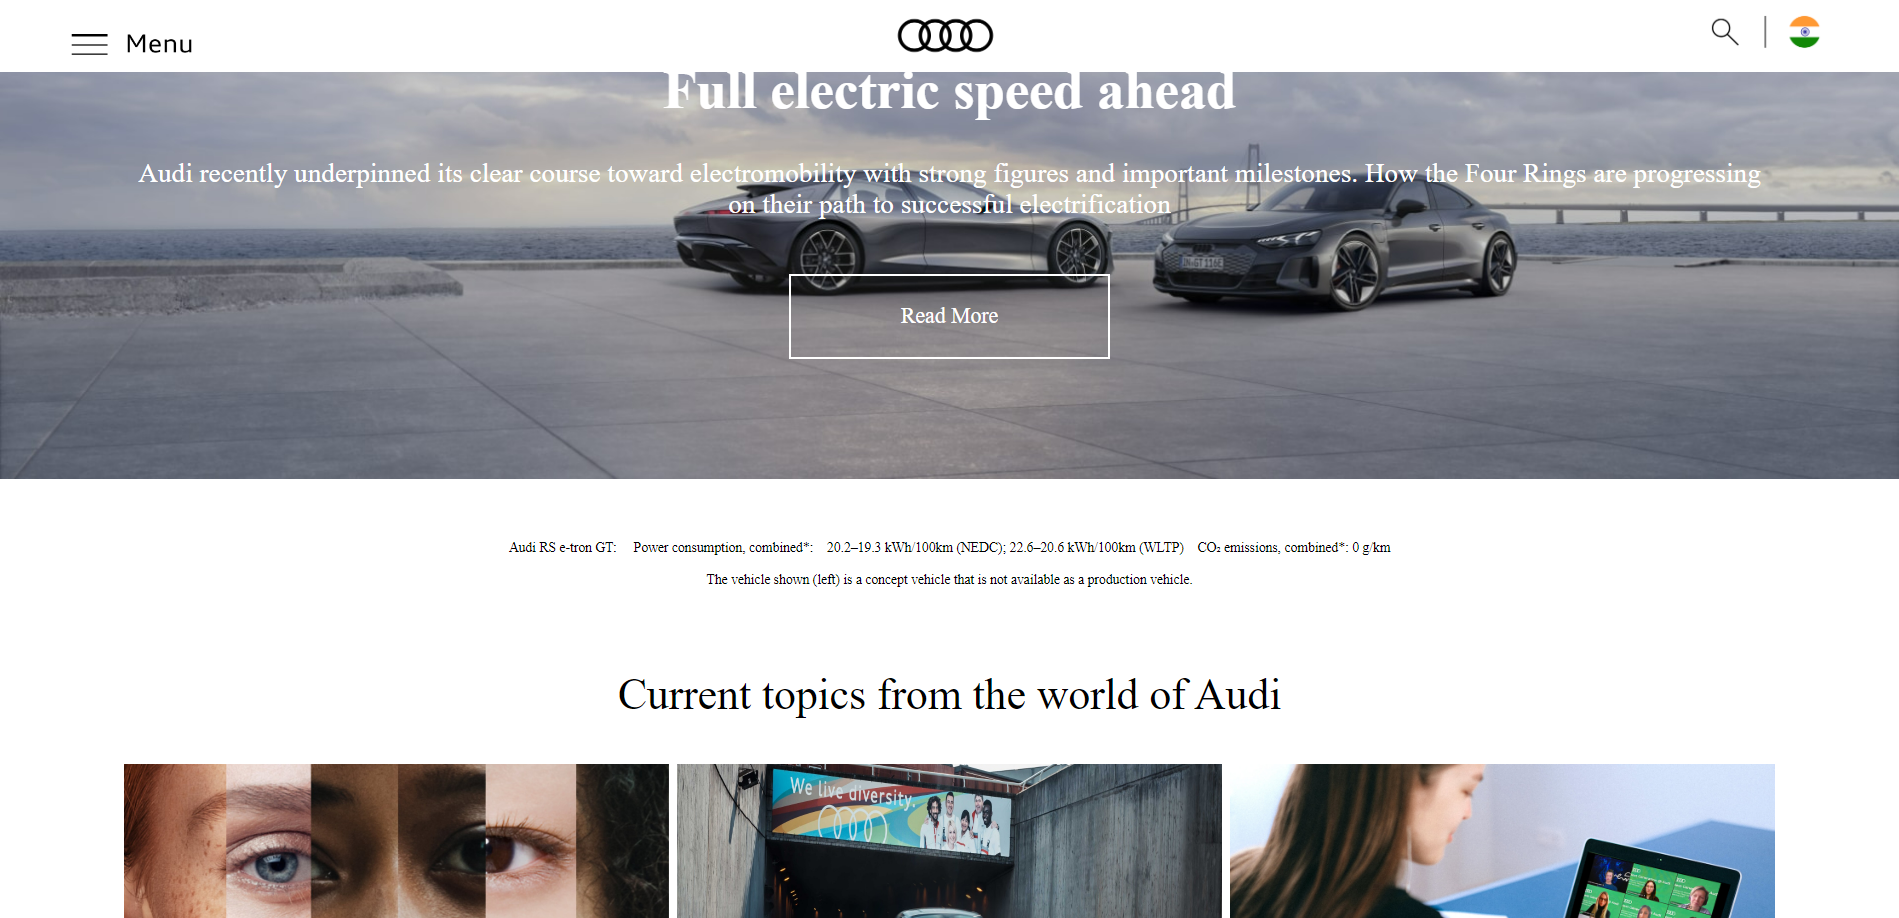 Menu
Full electric speed ahead
Audi recently underpinned its clear course toward electromobility with strong figures and important milestones. How the Four Rings are progressing
on their path to successful electrification
IN·GT 116E
Read More
Audi RS e-tron GT: Power consumption, combined*: 20.2–19.3 kWh/100km (NEDC); 22.6–20.6 kWh/100km (WLTP) CO₂ emissions, combined*: 0 g/km
The vehicle shown (left) is a concept vehicle that is not available as a production vehicle.
Current topics from the world of Audi
We live diversity.